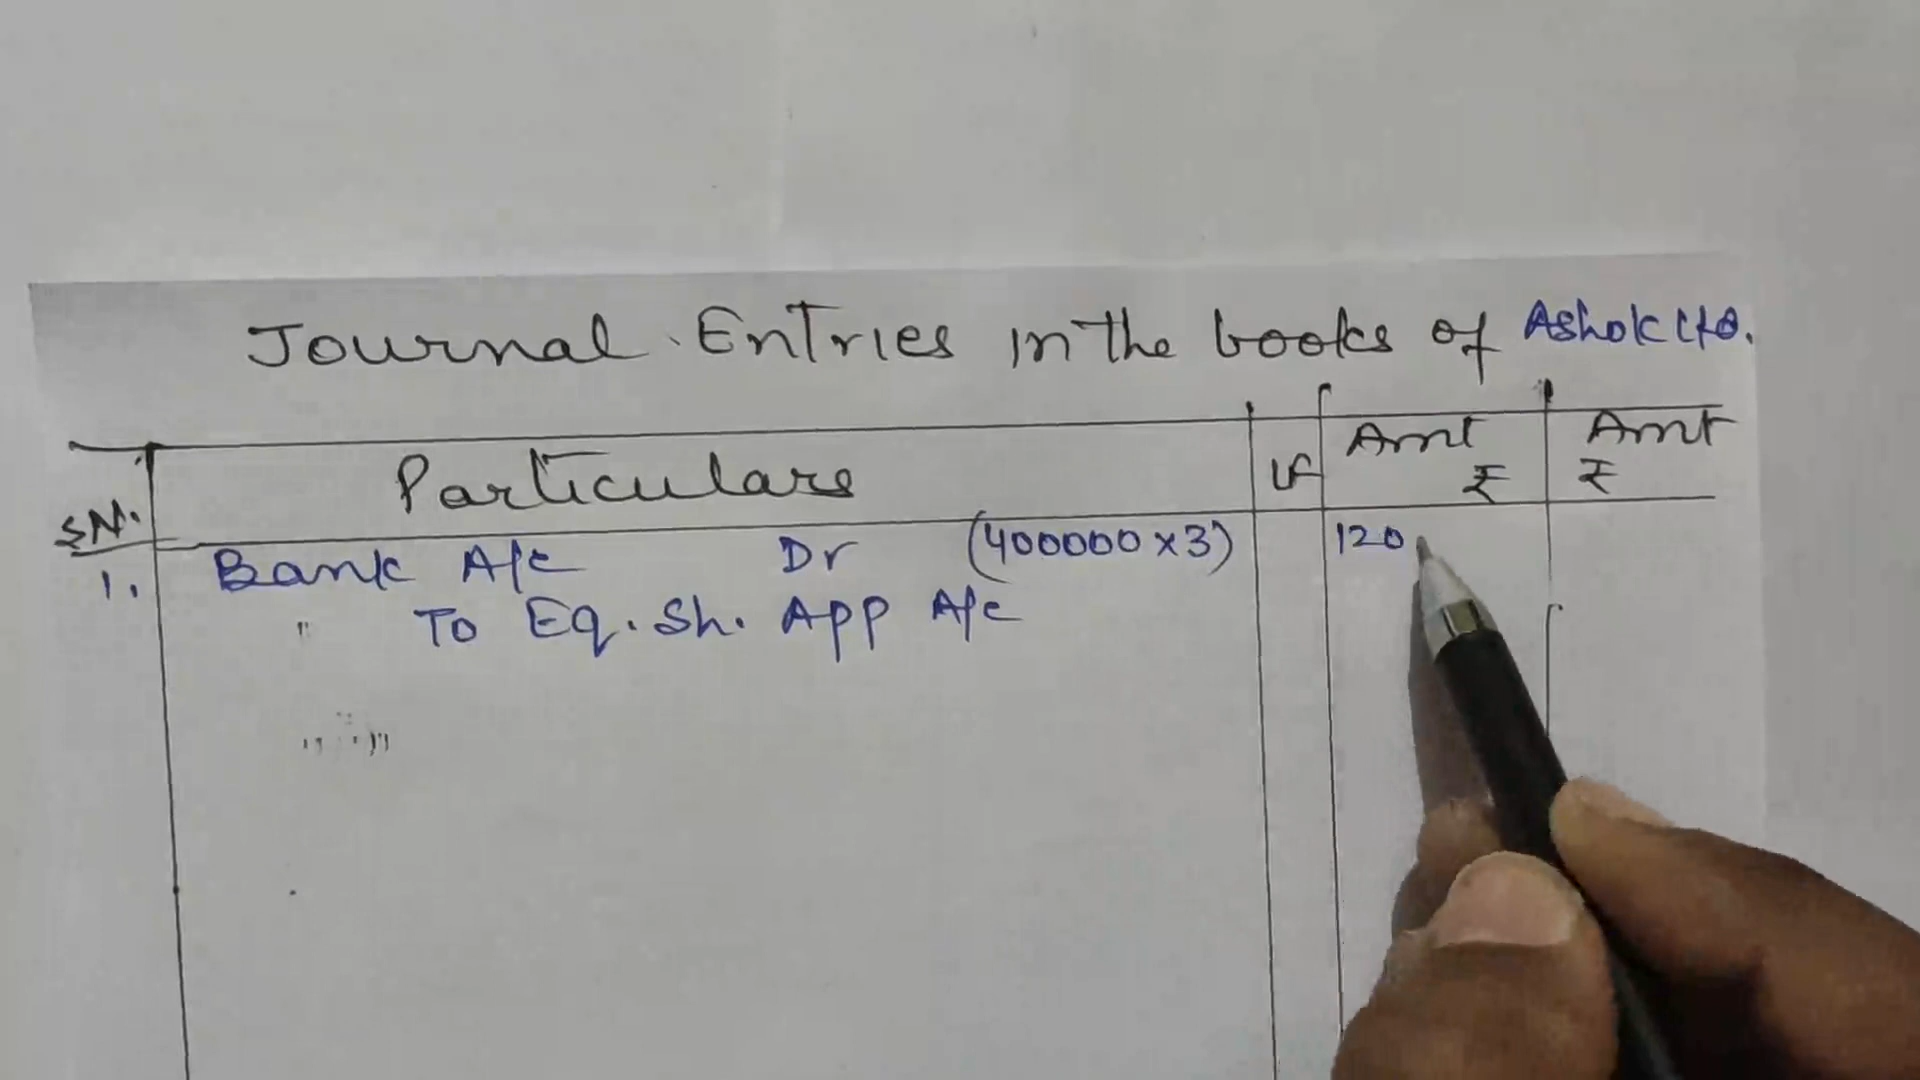 Journal Entries in the books of Ashok Ltd.
S.N. Particulars LF Amt ₹ Amt ₹
1. Bank A/c Dr (400000 x 3) 120
" To Eq. Sh. App A/c